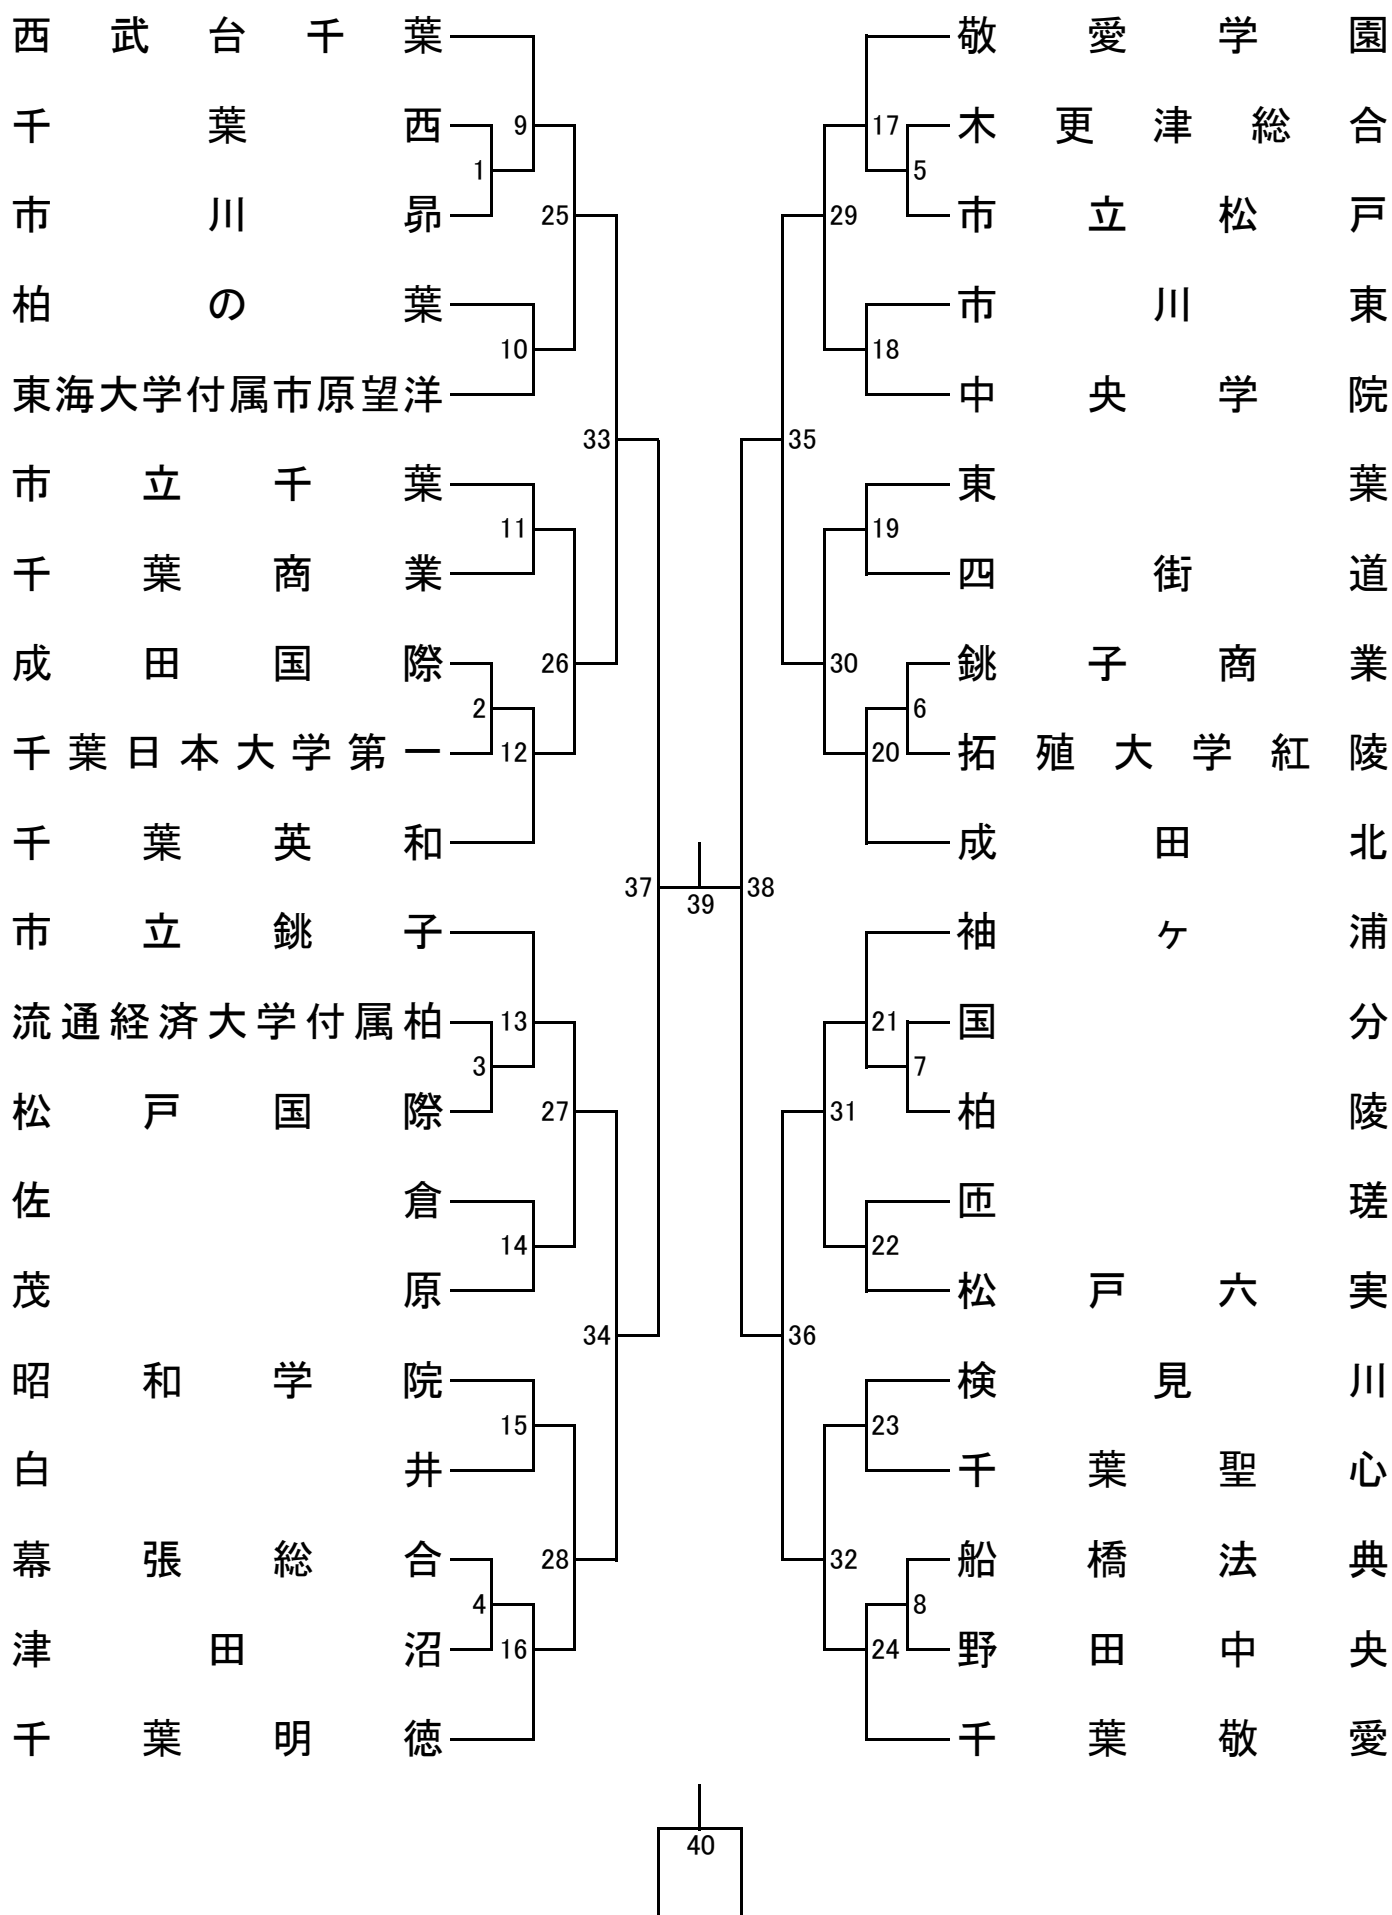 西武台千葉
千葉西
市川昴
柏の葉
東海大学付属市原望洋
市立千葉
千葉商業
成田国際
千葉日本大学第一
千葉英和
市立銚子
流通経済大学付属柏
松戸国際
佐倉
茂原
昭和学院
白井
幕張総合
津田沼
千葉明徳
1
2
3
4
9
10
11
12
13
14
15
16
25
26
27
28
33
34
37
39
38
35
36
29
30
31
32
17
18
19
20
21
22
23
24
5
6
7
8
敬愛学園
木更津総合
市立松戸
市川東
中央学院
東葉
四街道
銚子商業
拓殖大学紅陵
成田北
袖ヶ浦
国分
柏陵
匝瑳
松戸六実
検見川
千葉聖心
船橋法典
野田中央
千葉敬愛
40